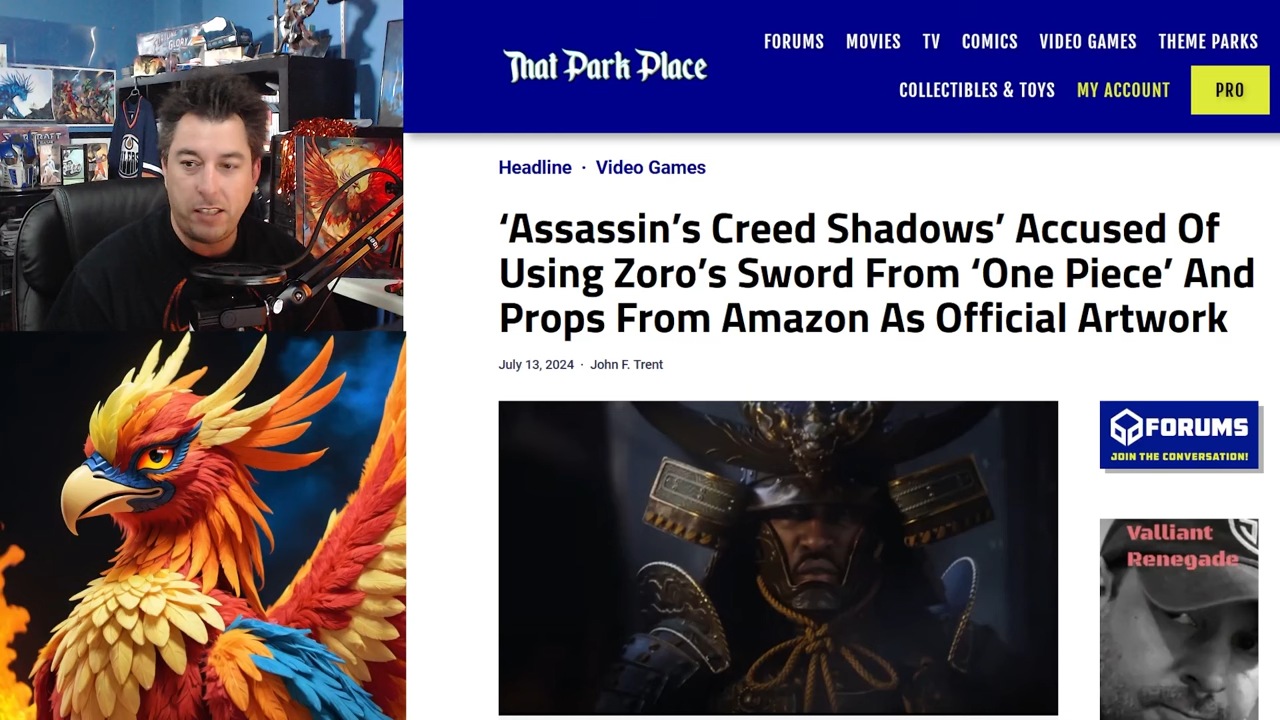 That Park Place
FORUMS MOVIES TV COMICS VIDEO GAMES THEME PARKS
COLLECTIBLES & TOYS MY ACCOUNT PRO
Headline · Video Games
‘Assassin’s Creed Shadows’ Accused Of
Using Zoro’s Sword From ‘One Piece’ And
Props From Amazon As Official Artwork
July 13, 2024 · John F. Trent
FORUMS
JOIN THE CONVERSATION!
Valliant
Renegade
OILERS
GLORY